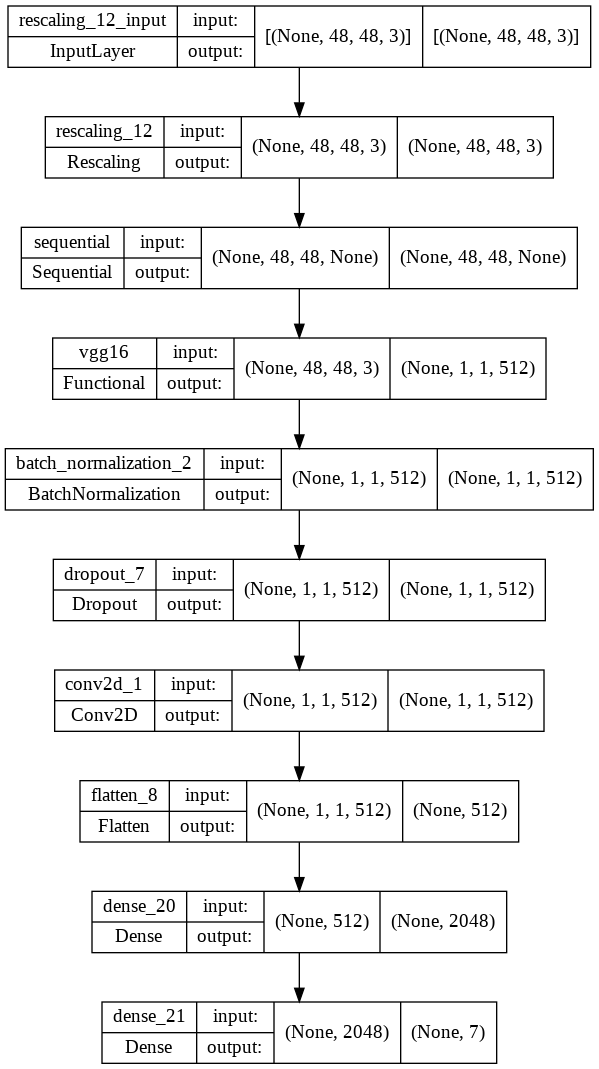 rescaling_12_input input: [(None, 48, 48, 3)] [(None, 48, 48, 3)]
InputLayer output:
rescaling_12 input: (None, 48, 48, 3) (None, 48, 48, 3)
Rescaling output:
sequential input: (None, 48, 48, None) (None, 48, 48, None)
Sequential output:
vgg16 input: (None, 48, 48, 3) (None, 1, 1, 512)
Functional output:
batch_normalization_2 input: (None, 1, 1, 512) (None, 1, 1, 512)
BatchNormalization output:
dropout_7 input: (None, 1, 1, 512) (None, 1, 1, 512)
Dropout output:
conv2d_1 input: (None, 1, 1, 512) (None, 1, 1, 512)
Conv2D output:
flatten_8 input: (None, 1, 1, 512) (None, 512)
Flatten output:
dense_20 input: (None, 512) (None, 2048)
Dense output:
dense_21 input: (None, 2048) (None, 7)
Dense output: